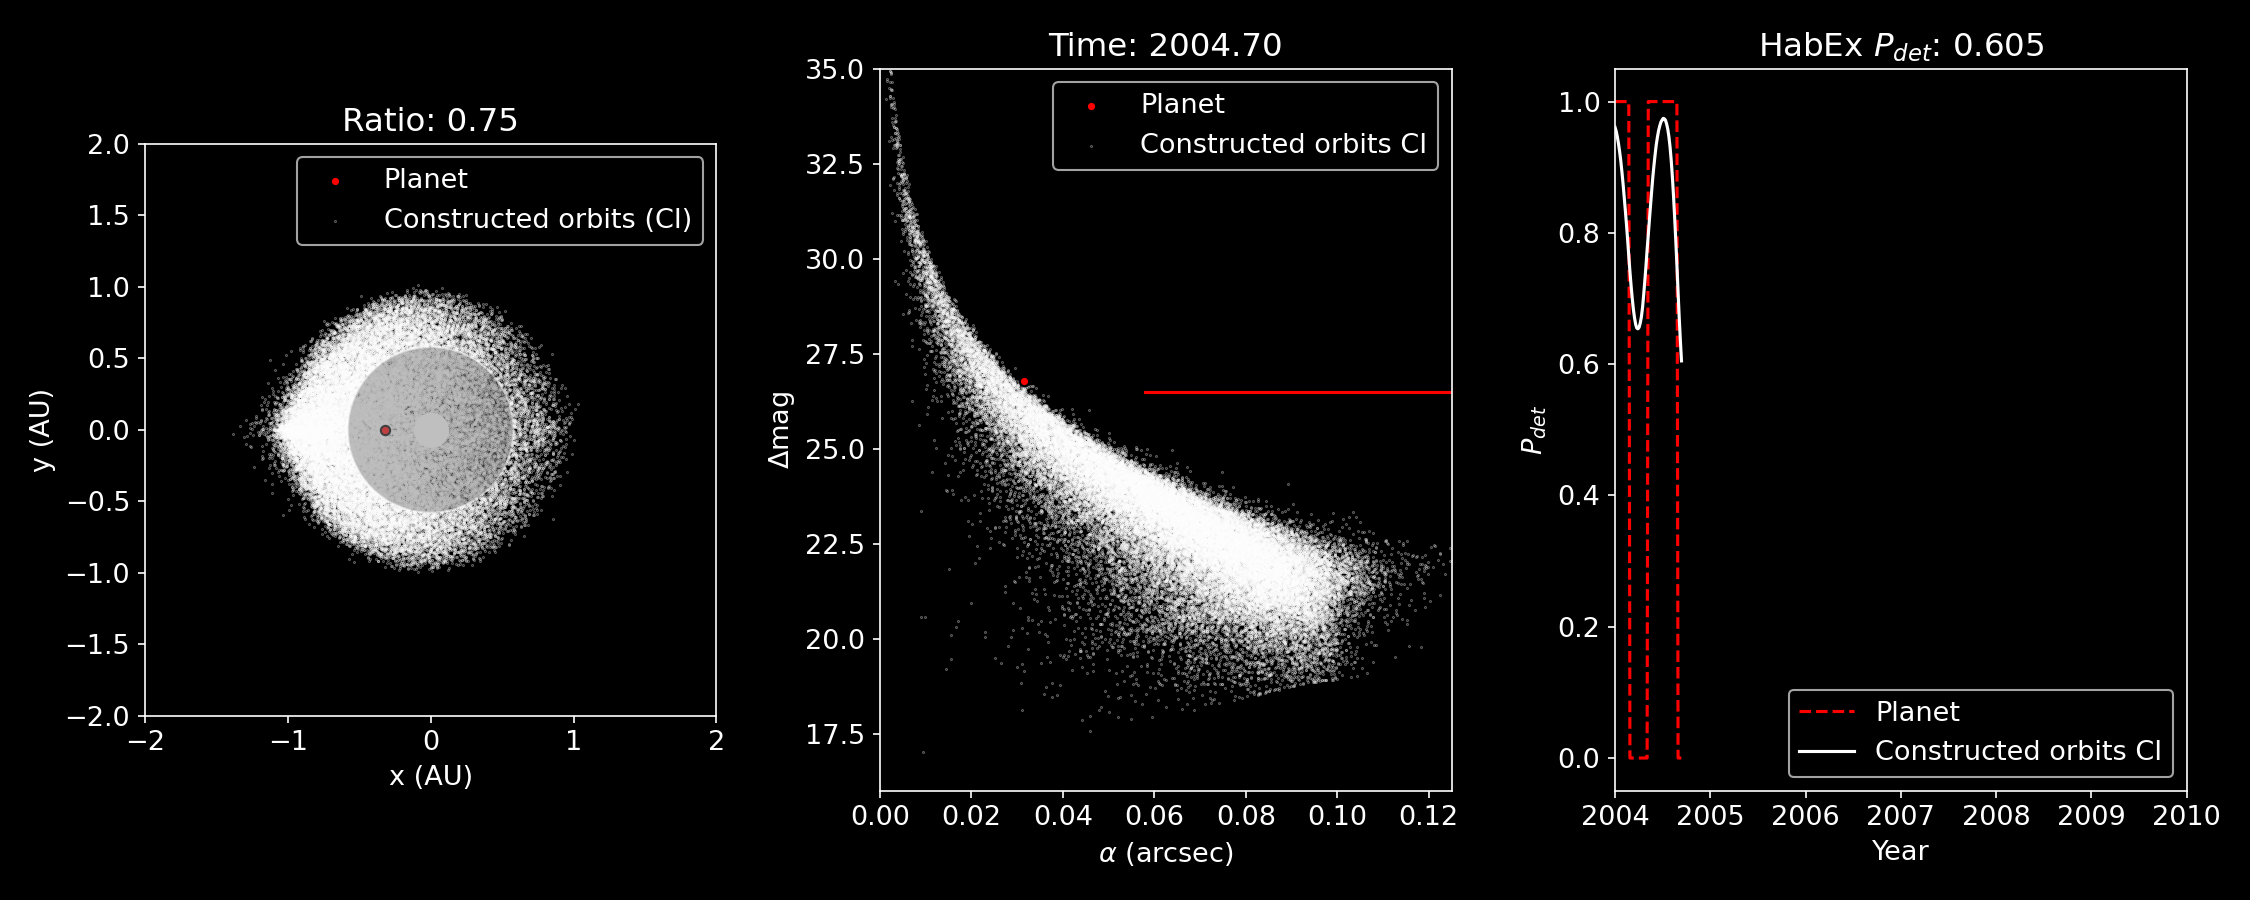 Ratio: 0.75
2.0
1.5
1.0
0.5
0.0
−0.5
−1.0
−1.5
−2.0
y (AU)
−2
−1
0
1
2
x (AU)
Planet
Constructed orbits (CI)
Time: 2004.70
35.0
32.5
30.0
27.5
25.0
22.5
20.0
17.5
Δmag
0.00
0.02
0.04
0.06
0.08
0.10
0.12
α (arcsec)
Planet
Constructed orbits CI
HabEx P_det: 0.605
1.0
0.8
0.6
0.4
0.2
0.0
P_det
2004
2005
2006
2007
2008
2009
2010
Year
Planet
Constructed orbits CI